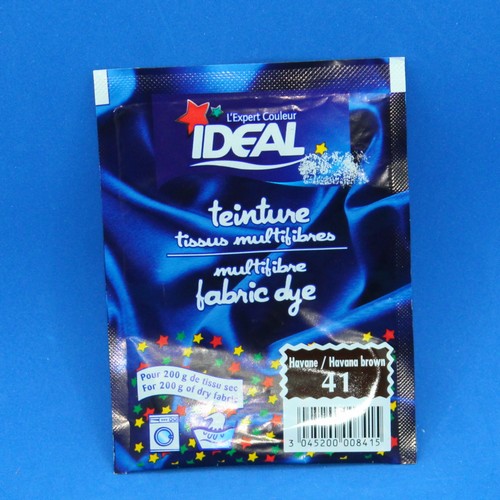 L'Expert Couleur
IDEAL
teinture
tissus multifibres
multifibre
fabric dye
Pour 200 g de tissu sec
For 200 g of dry fabric
Havane / Havana brown
41
3 045200 008415